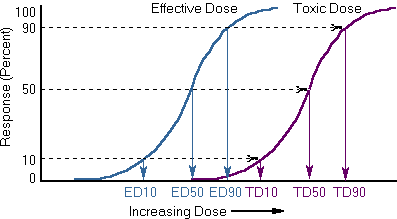 Effective Dose Toxic Dose
Response (Percent)
100
90
50
10
0
ED10 ED50 ED90 TD10 TD50 TD90
Increasing Dose